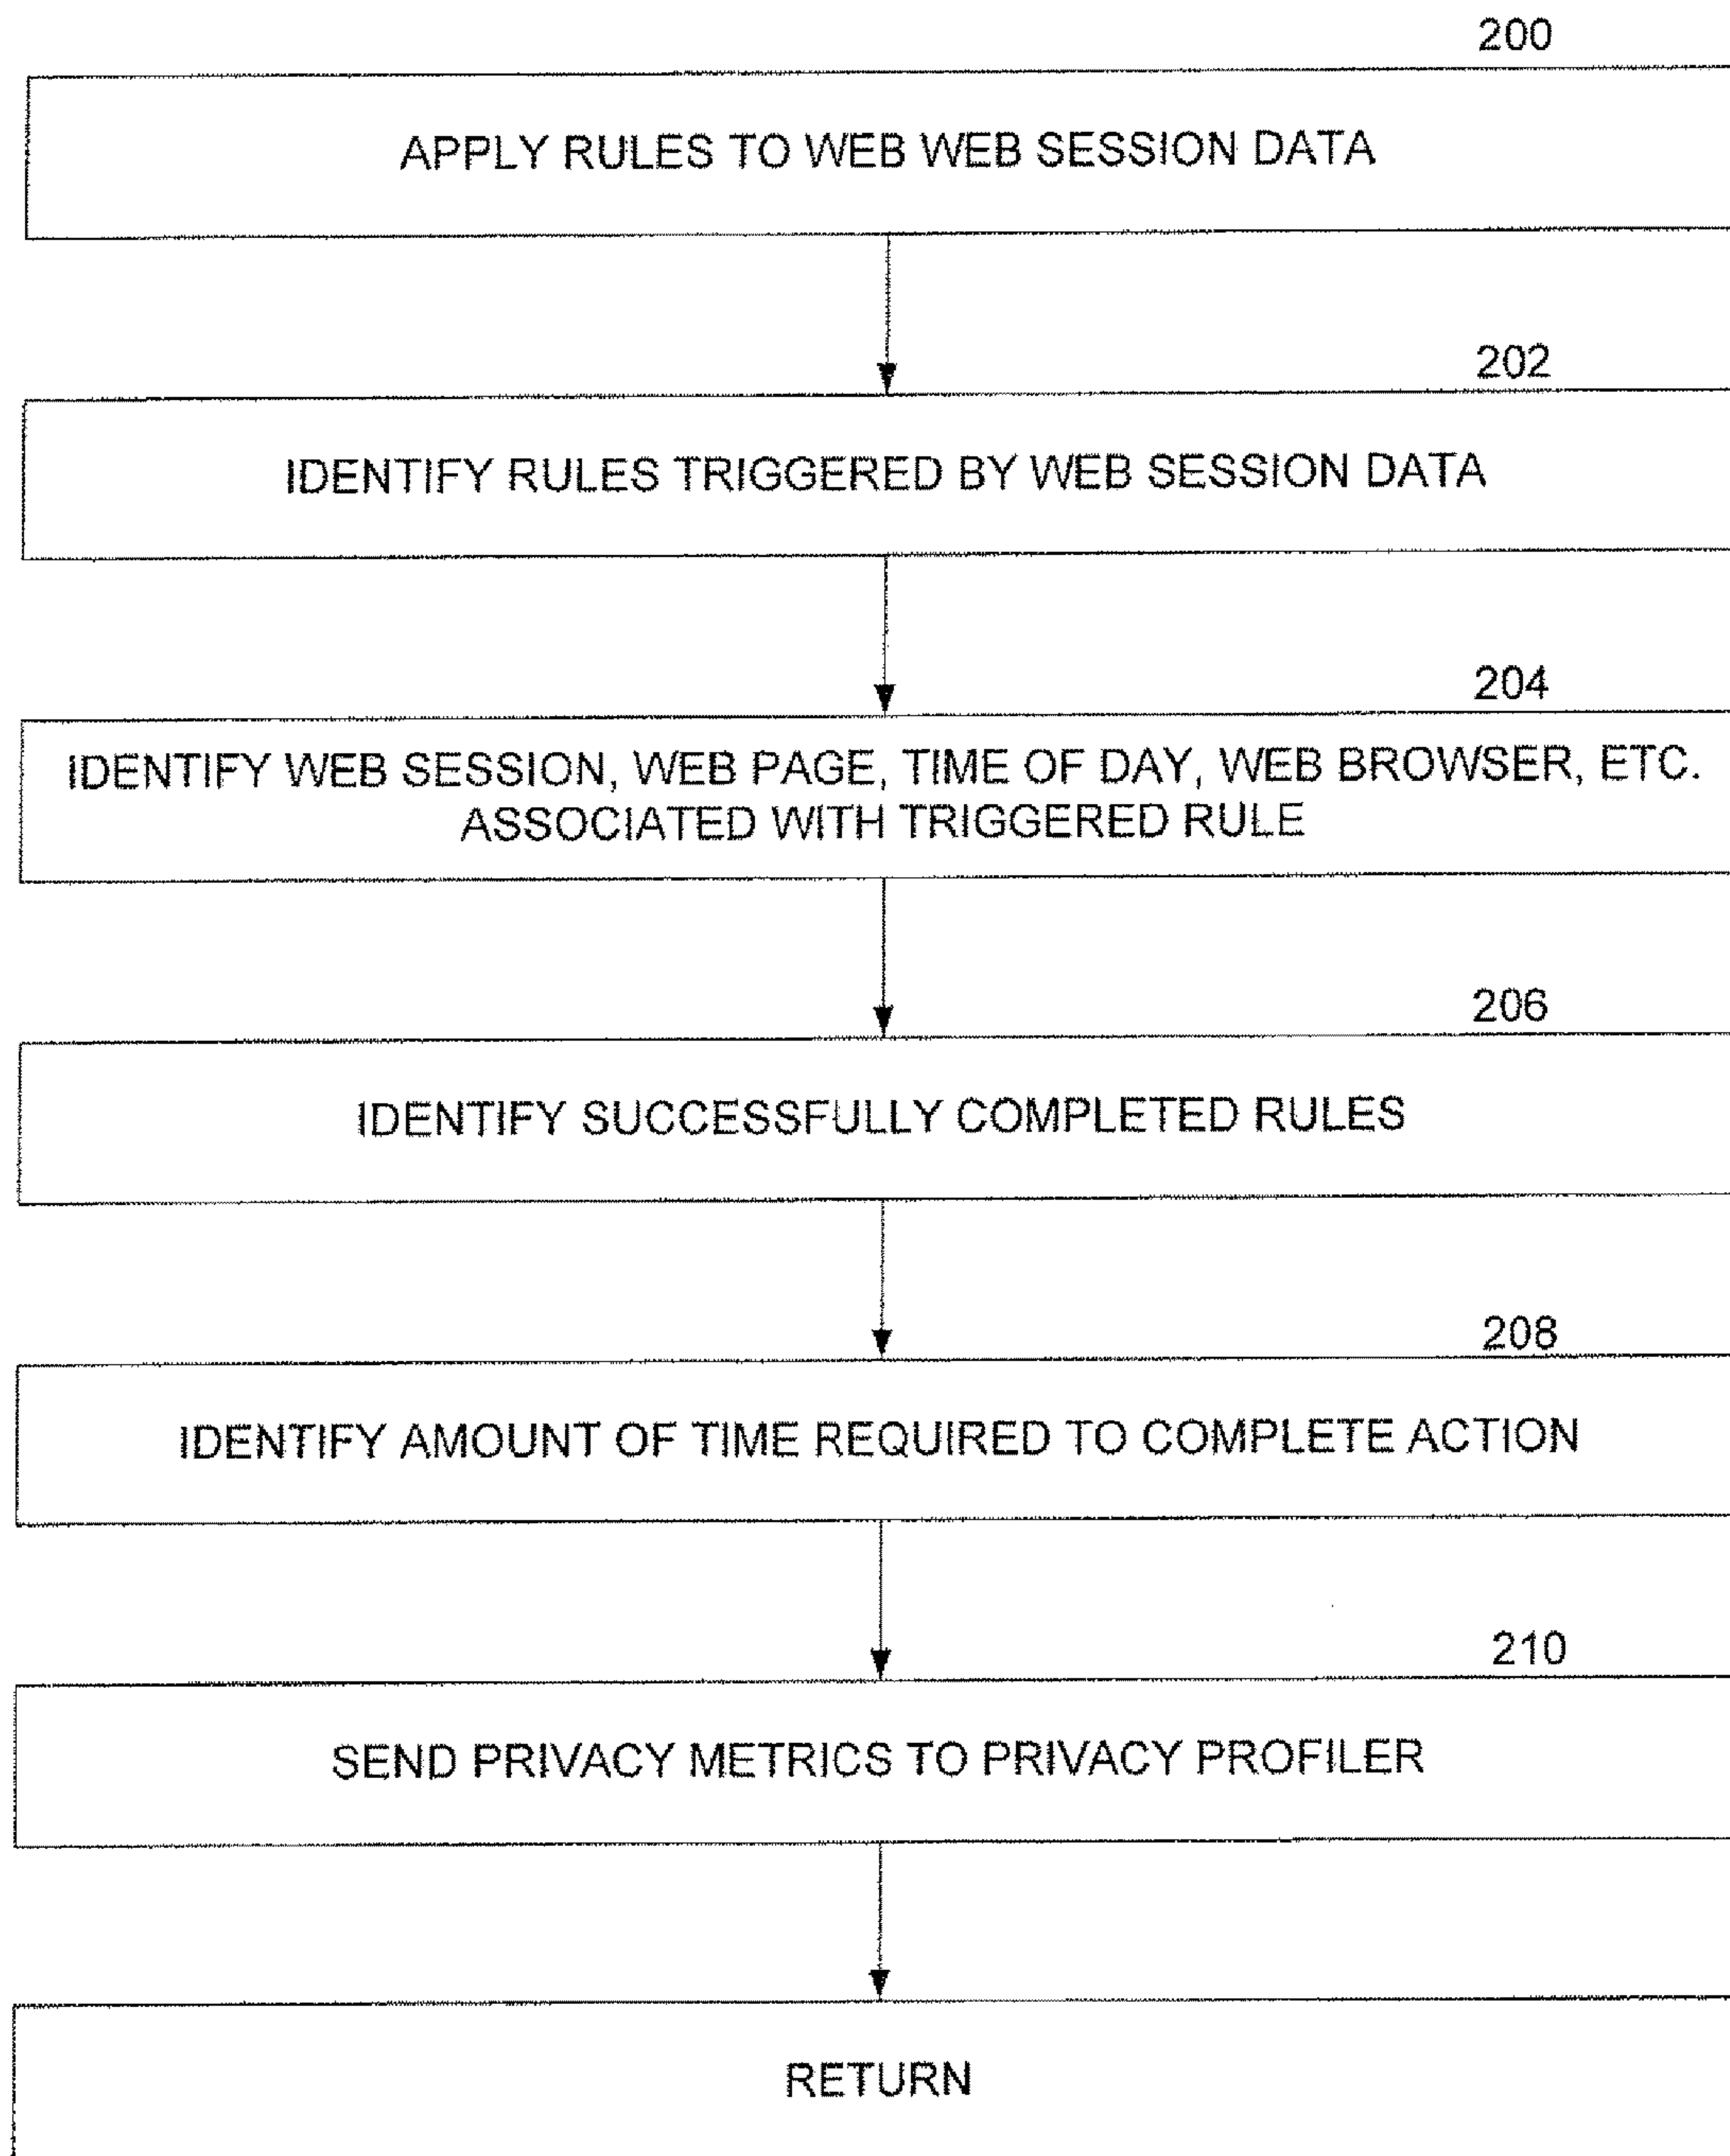 200
APPLY RULES TO WEB WEB SESSION DATA
202
IDENTIFY RULES TRIGGERED BY WEB SESSION DATA
204
IDENTIFY WEB SESSION, WEB PAGE, TIME OF DAY, WEB BROWSER, ETC.
ASSOCIATED WITH TRIGGERED RULE
206
IDENTIFY SUCCESSFULLY COMPLETED RULES
208
IDENTIFY AMOUNT OF TIME REQUIRED TO COMPLETE ACTION
210
SEND PRIVACY METRICS TO PRIVACY PROFILER
RETURN